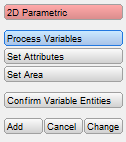 2D Parametric
Process Variables
Set Attributes
Set Area
Confirm Variable Entities
Add Cancel Change